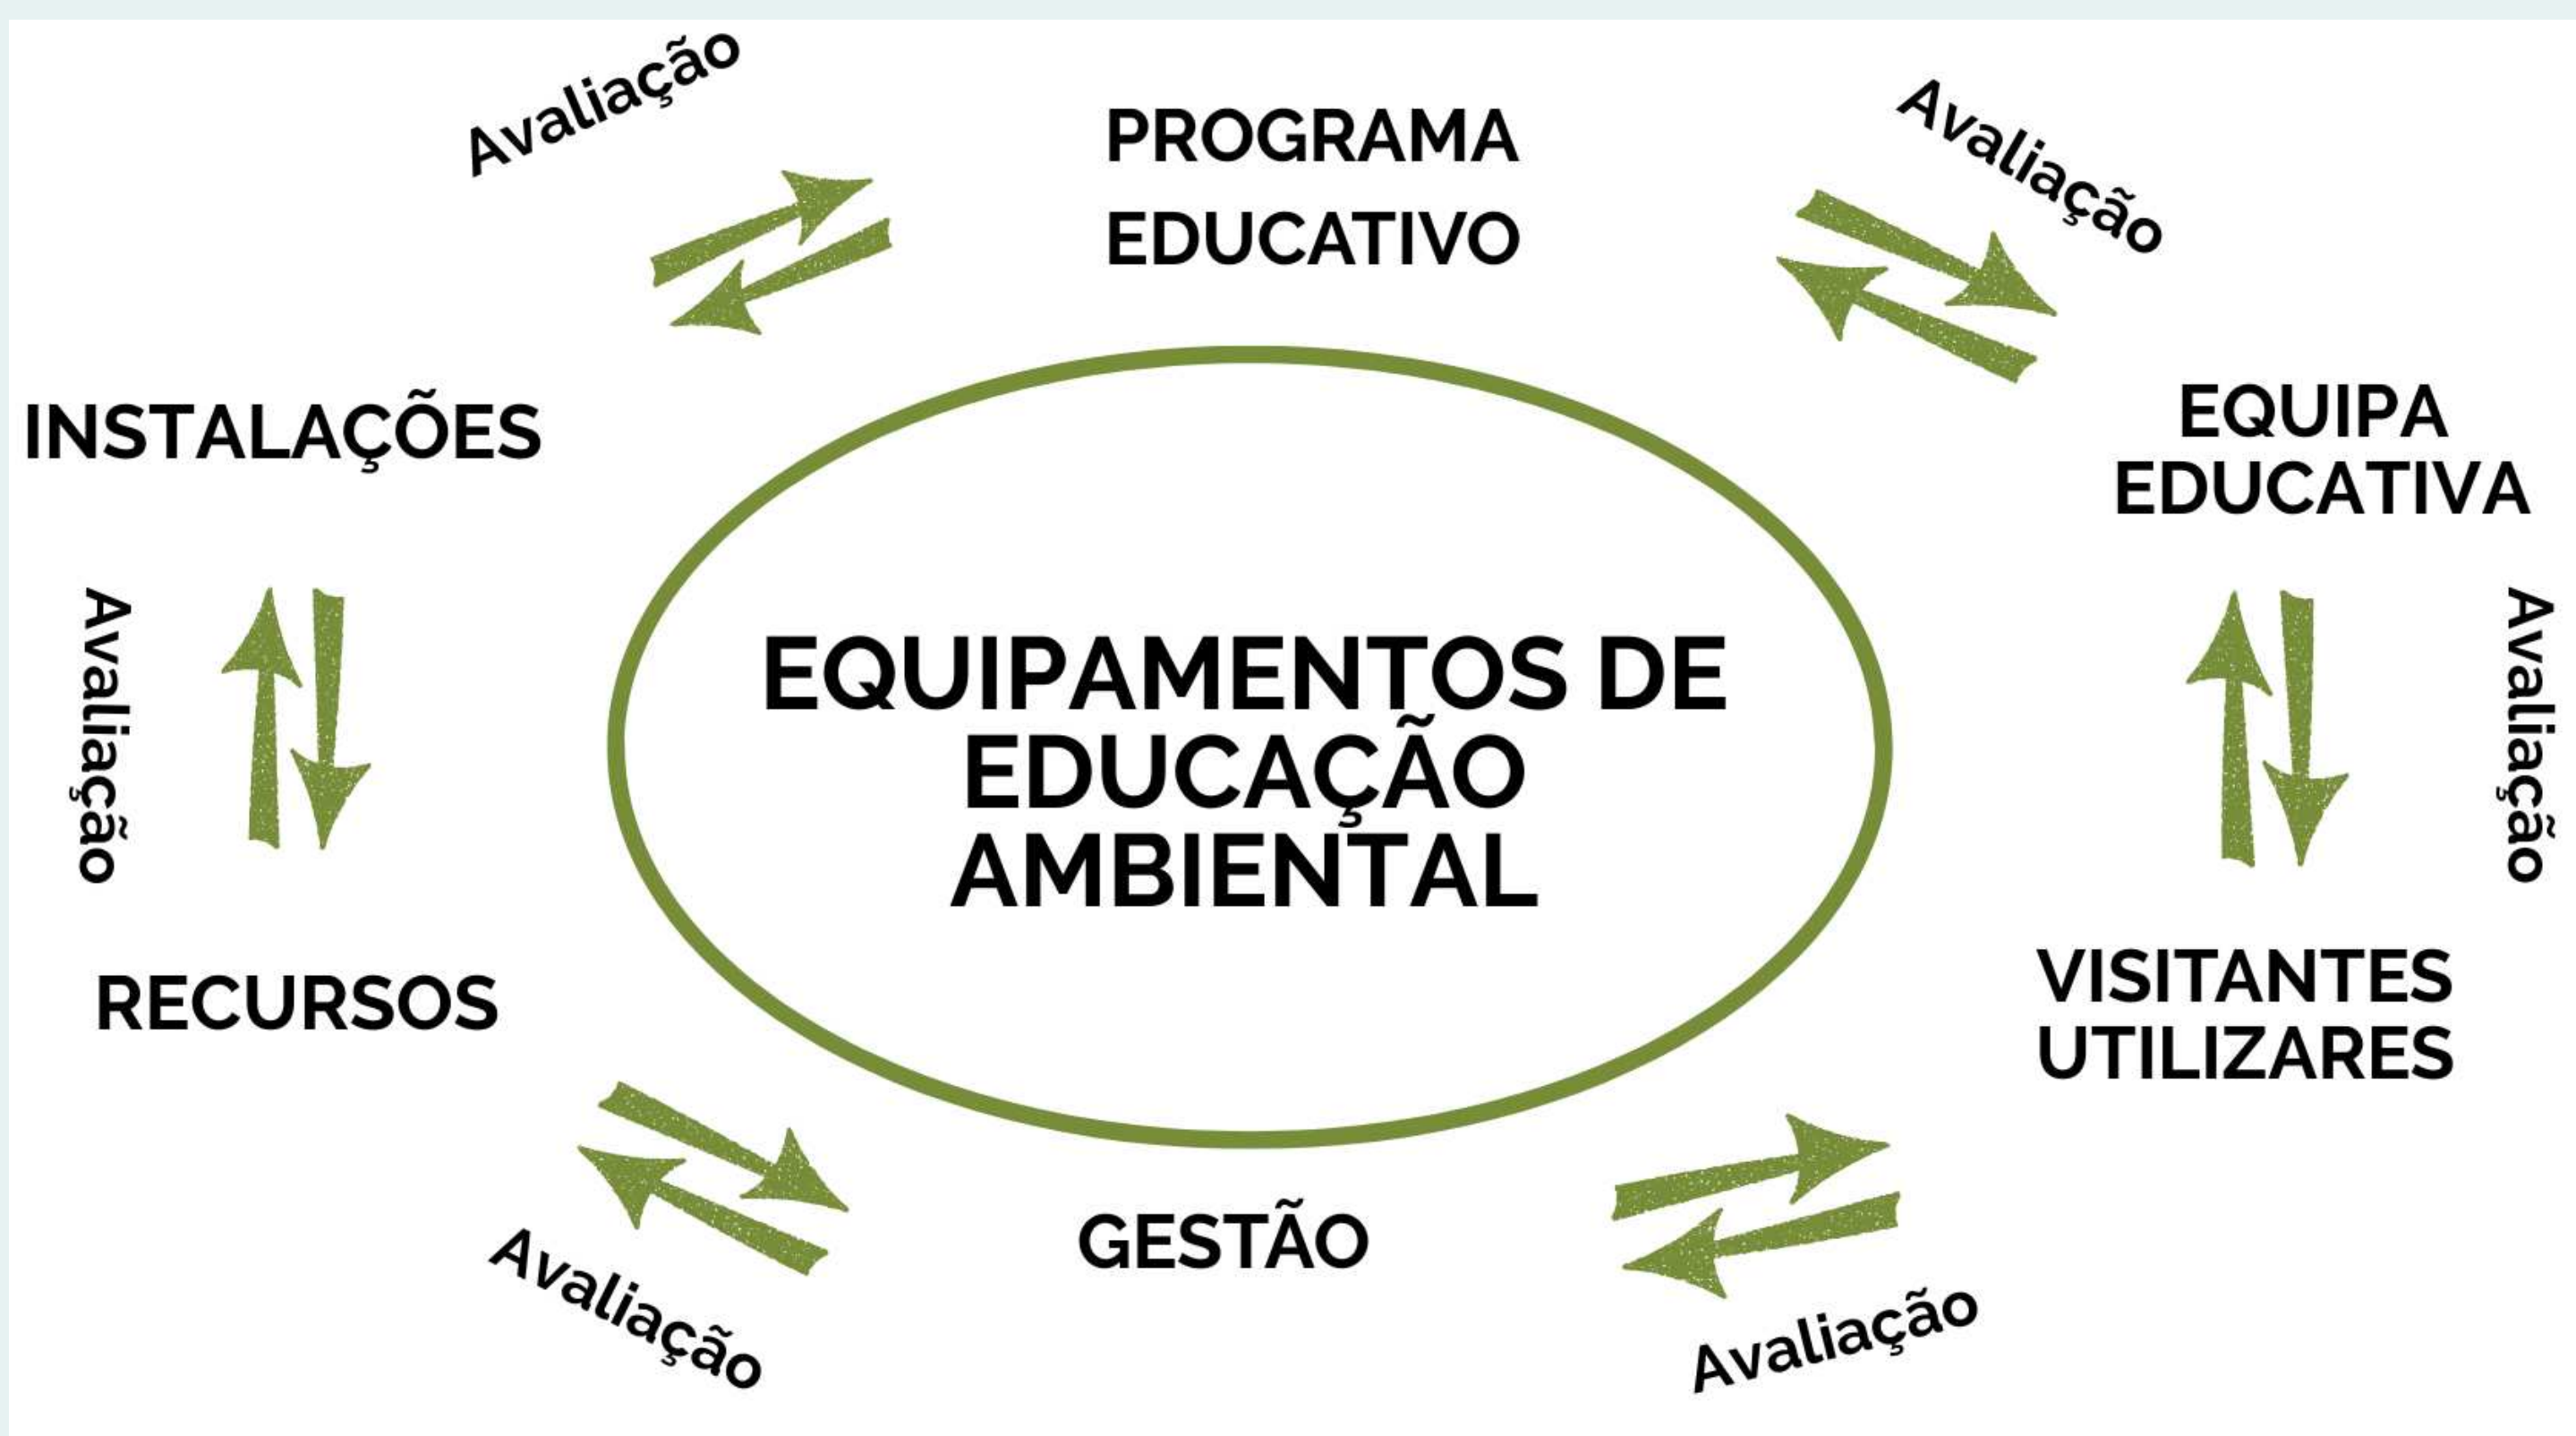 Avaliação
PROGRAMA
EDUCATIVO
Avaliação
INSTALAÇÕES
EQUIPA
EDUCATIVA
Avaliação
EQUIPAMENTOS DE
EDUCAÇÃO
AMBIENTAL
Avaliação
RECURSOS
VISITANTES
UTILIZARES
GESTÃO
Avaliação
Avaliação